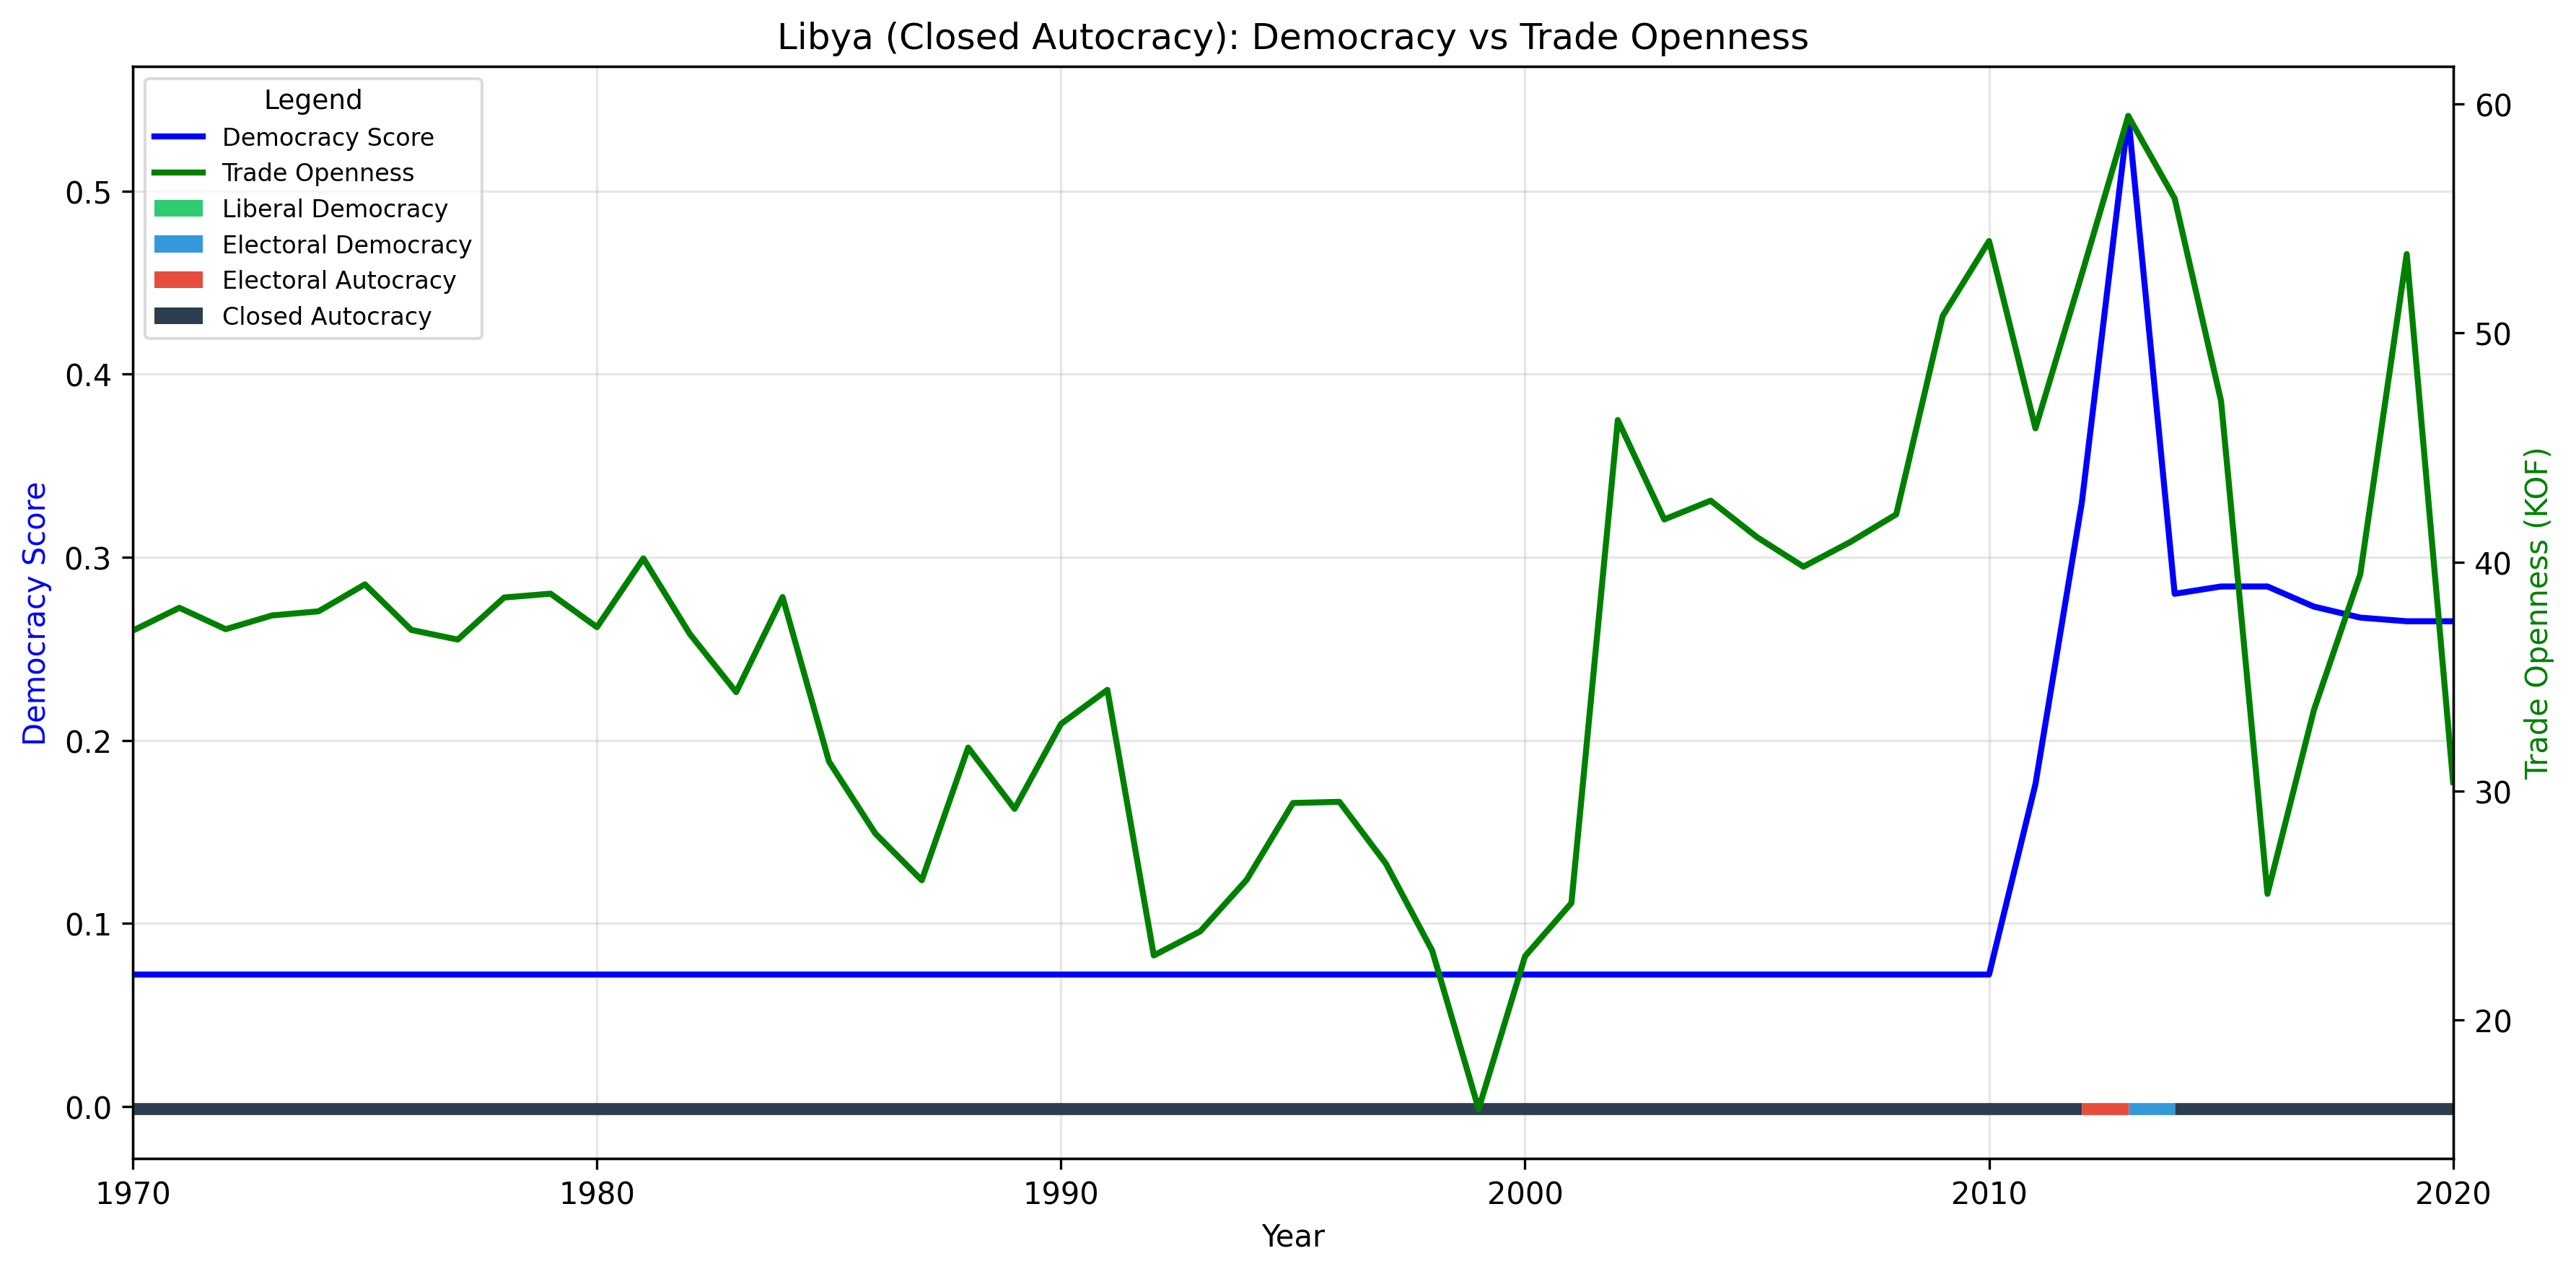 Libya (Closed Autocracy): Democracy vs Trade Openness
Legend
Democracy Score
Trade Openness
Liberal Democracy
Electoral Democracy
Electoral Autocracy
Closed Autocracy
Democracy Score
0.5
0.4
0.3
0.2
0.1
0.0
60
50
40
30
20
Trade Openness (KOF)
1970 1980 1990 2000 2010 2020
Year